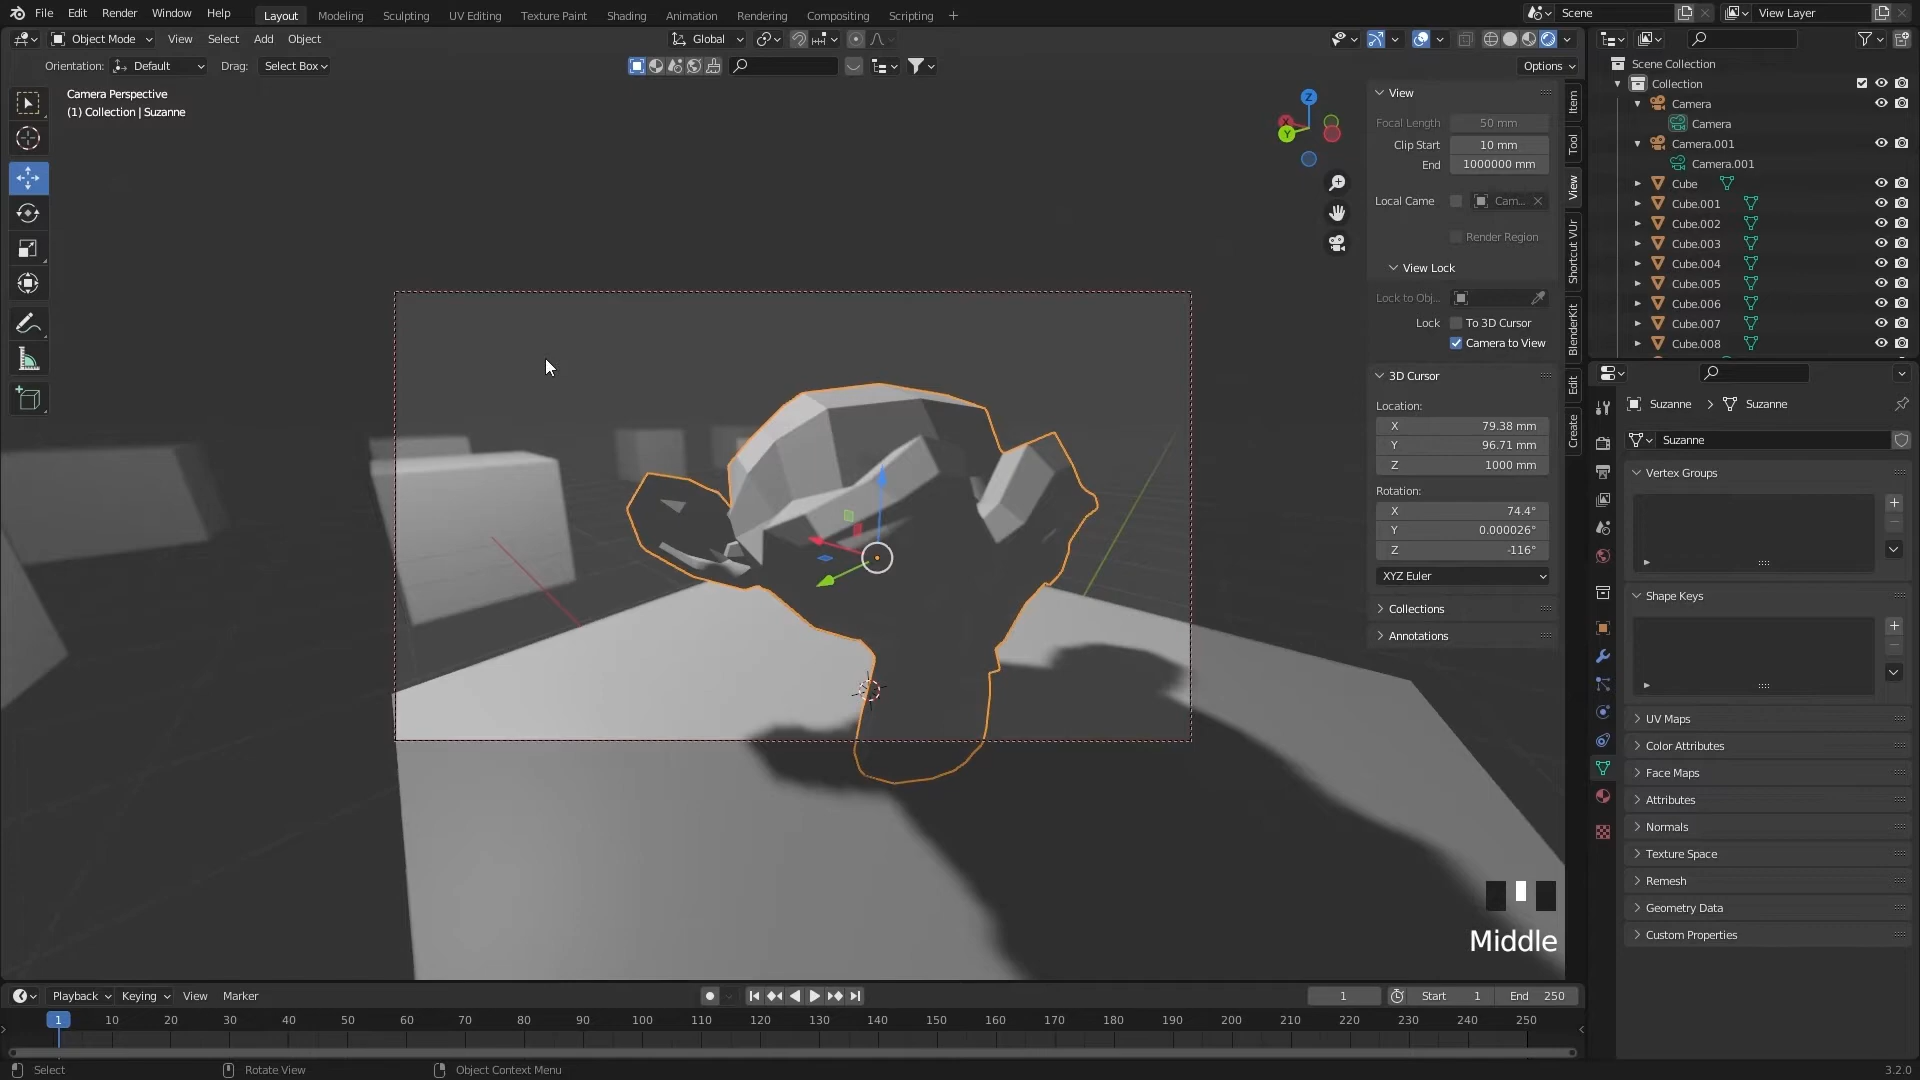 File Edit Render Window Help
Layout Modeling Sculpting UV Editing Texture Paint Shading Animation Rendering Compositing Scripting +
Scene
View Layer
Object Mode View Select Add Object
Global
Orientation: Default Drag: Select Box
Options
Camera Perspective
(1) Collection | Suzanne
Z
X
Y
View
Focal Length 50 mm
Clip Start 10 mm
End 1000000 mm
Local Came Cam...
Render Region
View Lock
Lock to Obj...
Lock To 3D Cursor
Camera to View
3D Cursor
Location:
X 79.38 mm
Y 96.71 mm
Z 1000 mm
Rotation:
X 74.4°
Y 0.000026°
Z -116°
XYZ Euler
Collections
Annotations
Item
Tool
View
Shortcut VUr
BlenderKit
Edit
Create
Scene Collection
Collection
Camera
Camera
Camera.001
Camera.001
Cube
Cube.001
Cube.002
Cube.003
Cube.004
Cube.005
Cube.006
Cube.007
Cube.008
Suzanne > Suzanne
Suzanne
Vertex Groups
Shape Keys
UV Maps
Color Attributes
Face Maps
Attributes
Normals
Texture Space
Remesh
Geometry Data
Custom Properties
Middle
Playback Keying View Marker
1 Start 1 End 250
1 10 20 30 40 50 60 70 80 90 100 110 120 130 140 150 160 170 180 190 200 210 220 230 240 250
Select Rotate View Object Context Menu
3.2.0